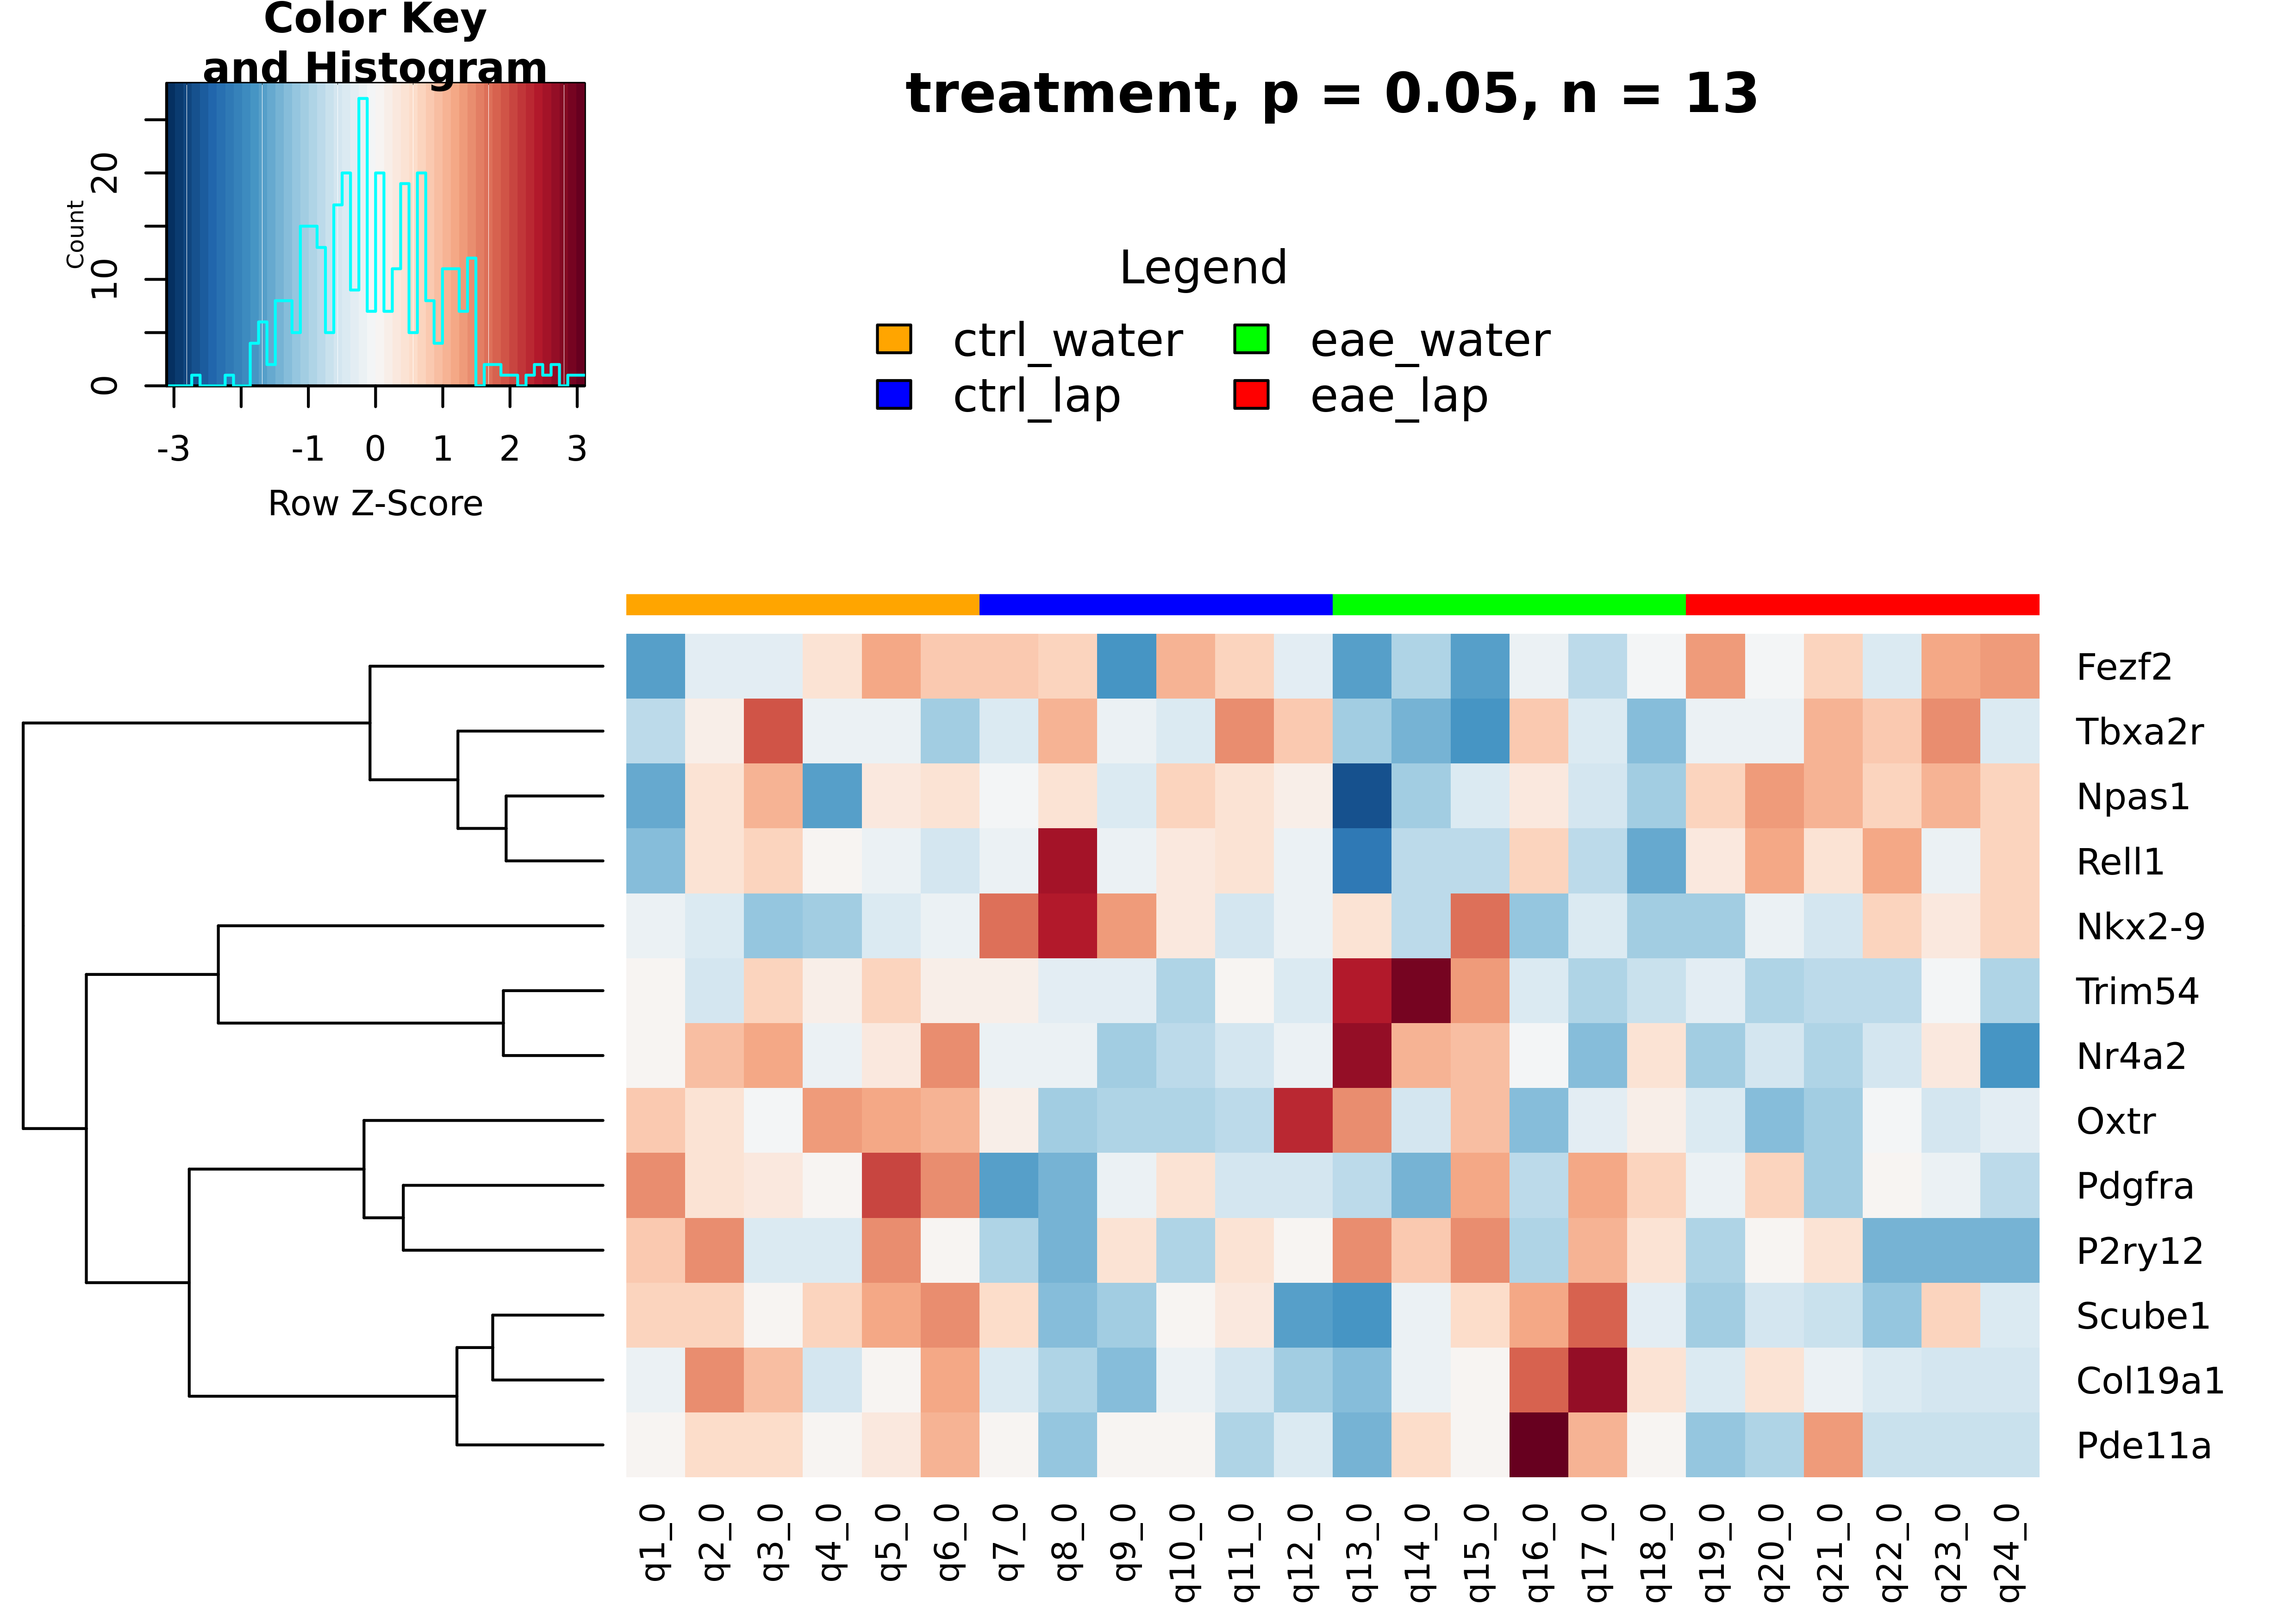 Color Key
and Histogram
Count
0 10 20
-3 -1 0 1 2 3
Row Z-Score
treatment, p = 0.05, n = 13
Legend
ctrl_water eae_water
ctrl_lap eae_lap
Fezf2
Tbxa2r
Npas1
Rell1
Nkx2-9
Trim54
Nr4a2
Oxtr
Pdgfra
P2ry12
Scube1
Col19a1
Pde11a
q1_0 q2_0 q3_0 q4_0 q5_0 q6_0 q7_0 q8_0 q9_0 q10_0 q11_0 q12_0 q13_0 q14_0 q15_0 q16_0 q17_0 q18_0 q19_0 q20_0 q21_0 q22_0 q23_0 q24_0